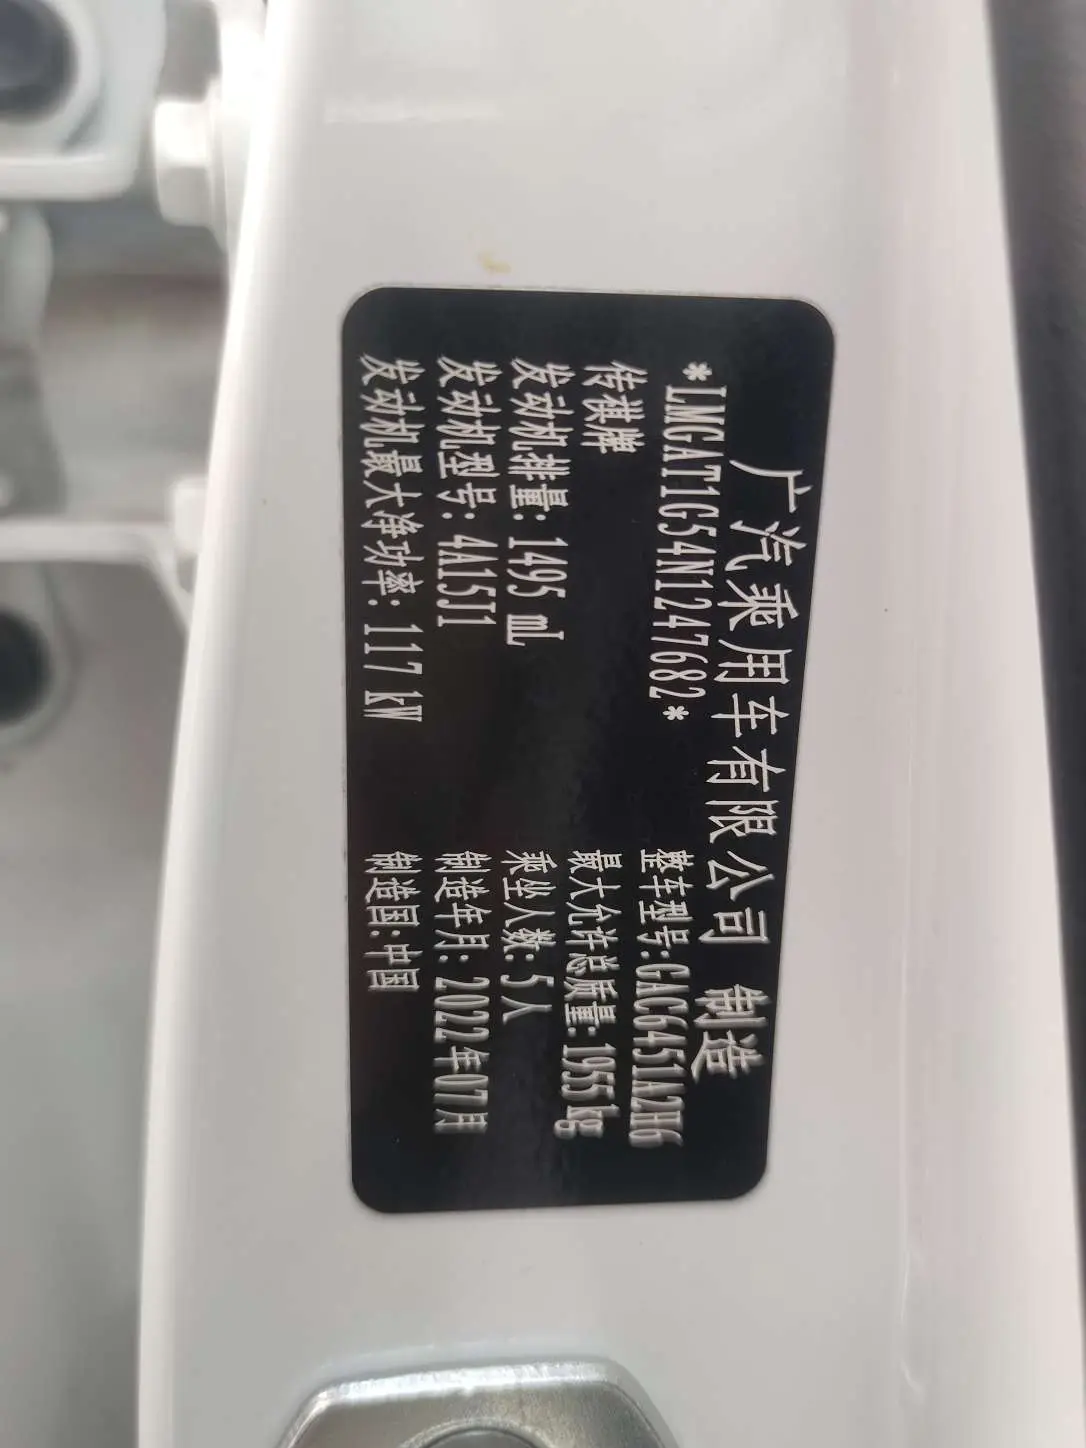 广汽乘用车有限公司 制造
*LMGAT1G54N1247682*
整车型号:GAC6451A2H6
传祺牌
最大允许总质量:1955kg
发动机排量:1495 mL
乘坐人数:5人
发动机型号:4A15J1
制造年月:2022年07月
发动机最大净功率:117 kW
制造国:中国